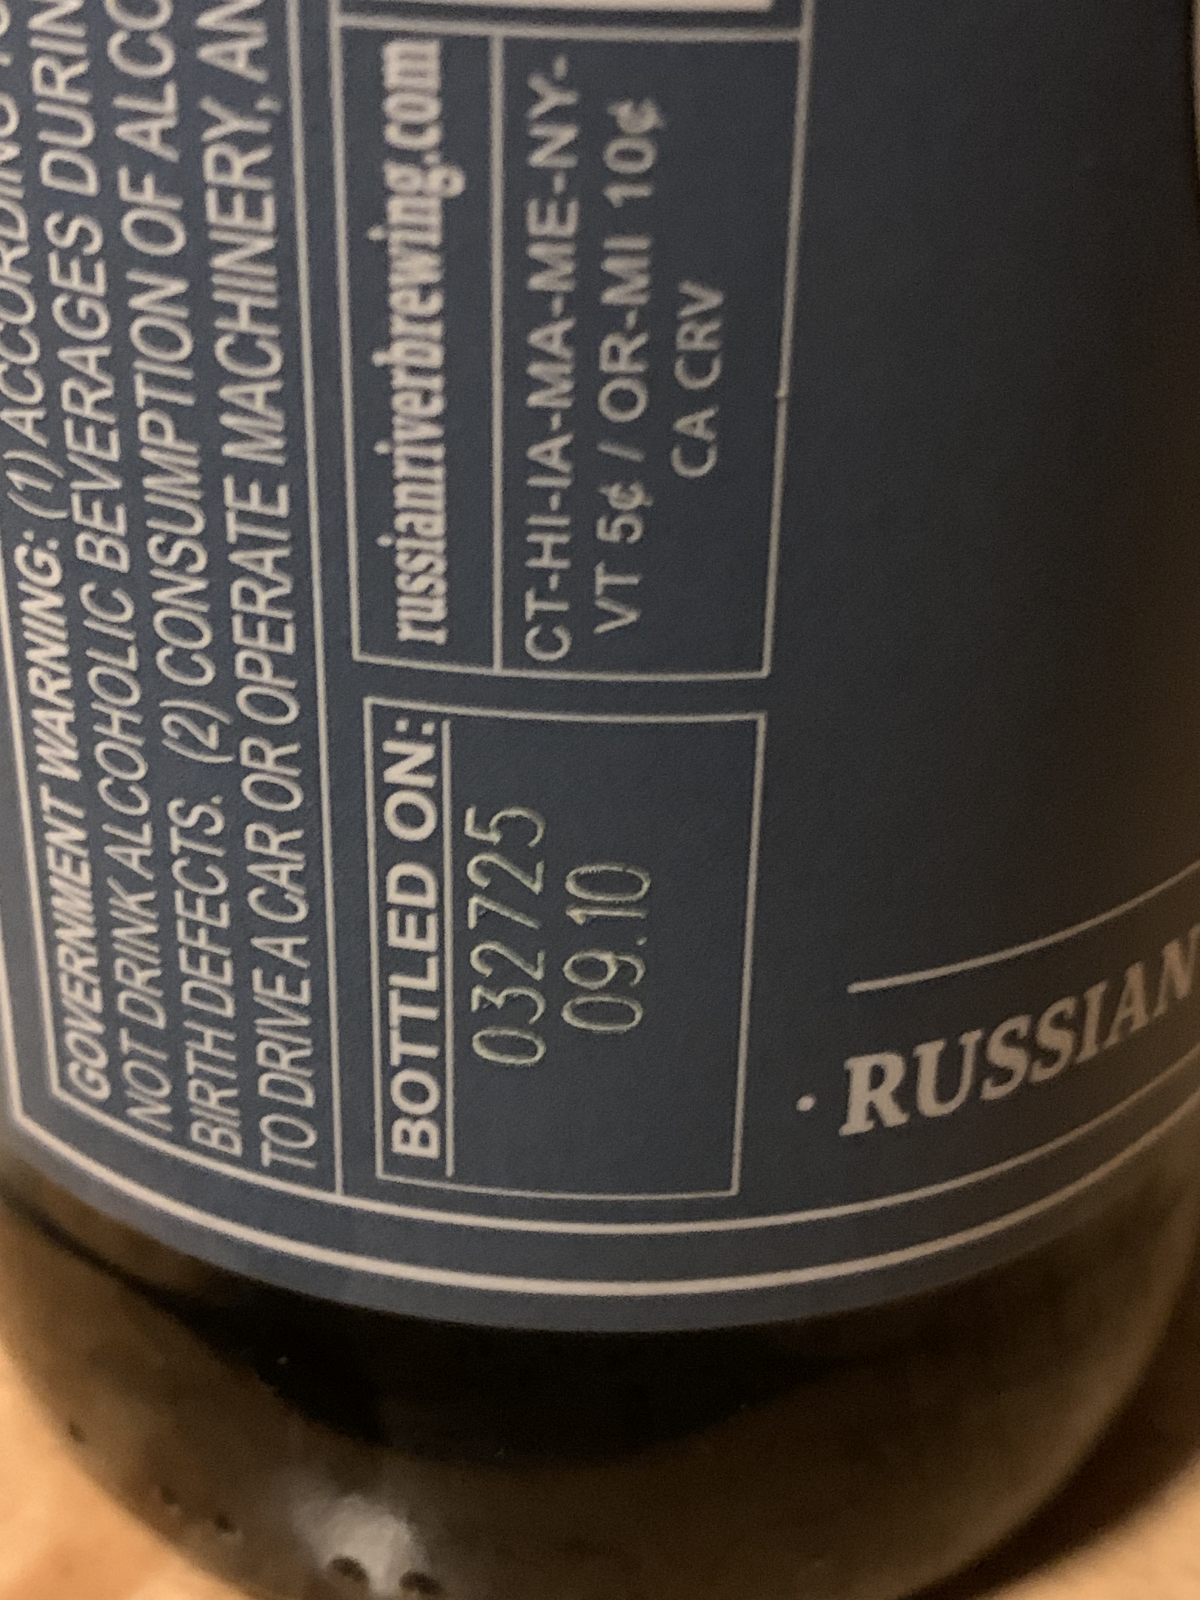 GOVERNMENT WARNING: (1) ACCORDING
NOT DRINK ALCOHOLIC BEVERAGES DURIN
BIRTH DEFECTS. (2) CONSUMPTION OF ALCO
TO DRIVE A CAR OR OPERATE MACHINERY, AN
BOTTLED ON:
032725
09.10
russianriverbrewing.com
CT-HI-IA-MA-ME-NY-
VT 5¢ / OR-MI 10¢
CA CRV
· RUSSIAN